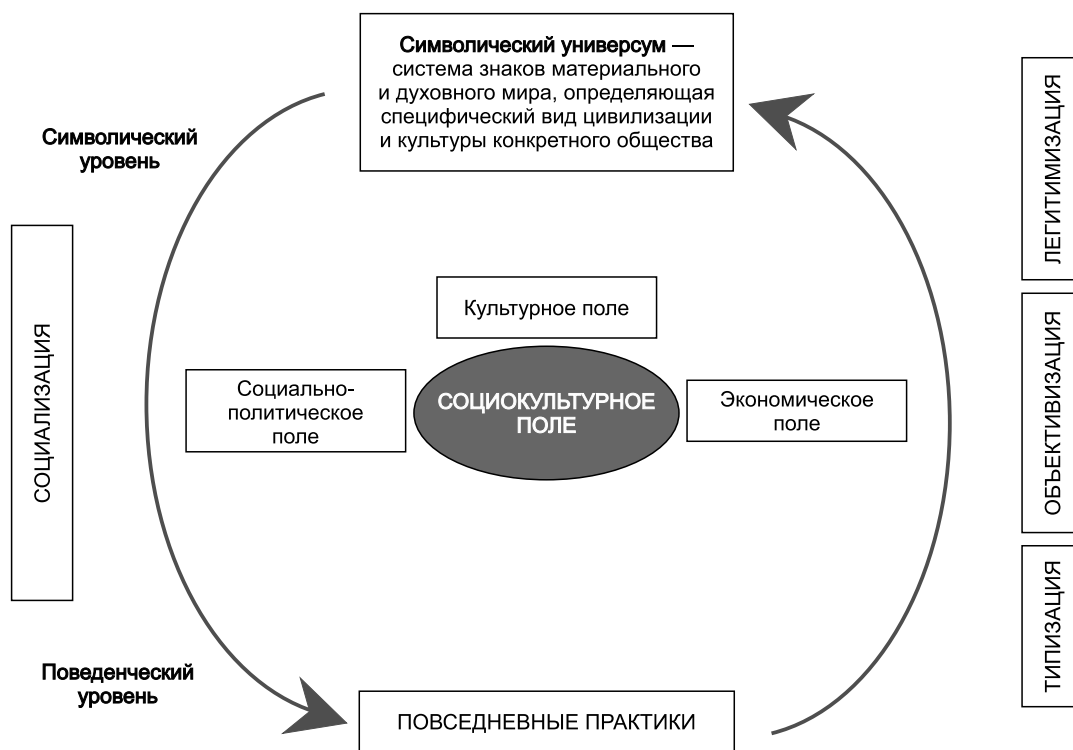 Символический универсум —
система знаков материального
и духовного мира, определяющая
специфический вид цивилизации
и культуры конкретного общества
Символический
уровень
СОЦИАЛИЗАЦИЯ
Культурное поле
Социально-
политическое
поле
СОЦИОКУЛЬТУРНОЕ
ПОЛЕ
Экономическое
поле
ЛЕГИТИМИЗАЦИЯ
ОБЪЕКТИВИЗАЦИЯ
ТИПИЗАЦИЯ
Поведенческий
уровень
ПОВСЕДНЕВНЫЕ ПРАКТИКИ